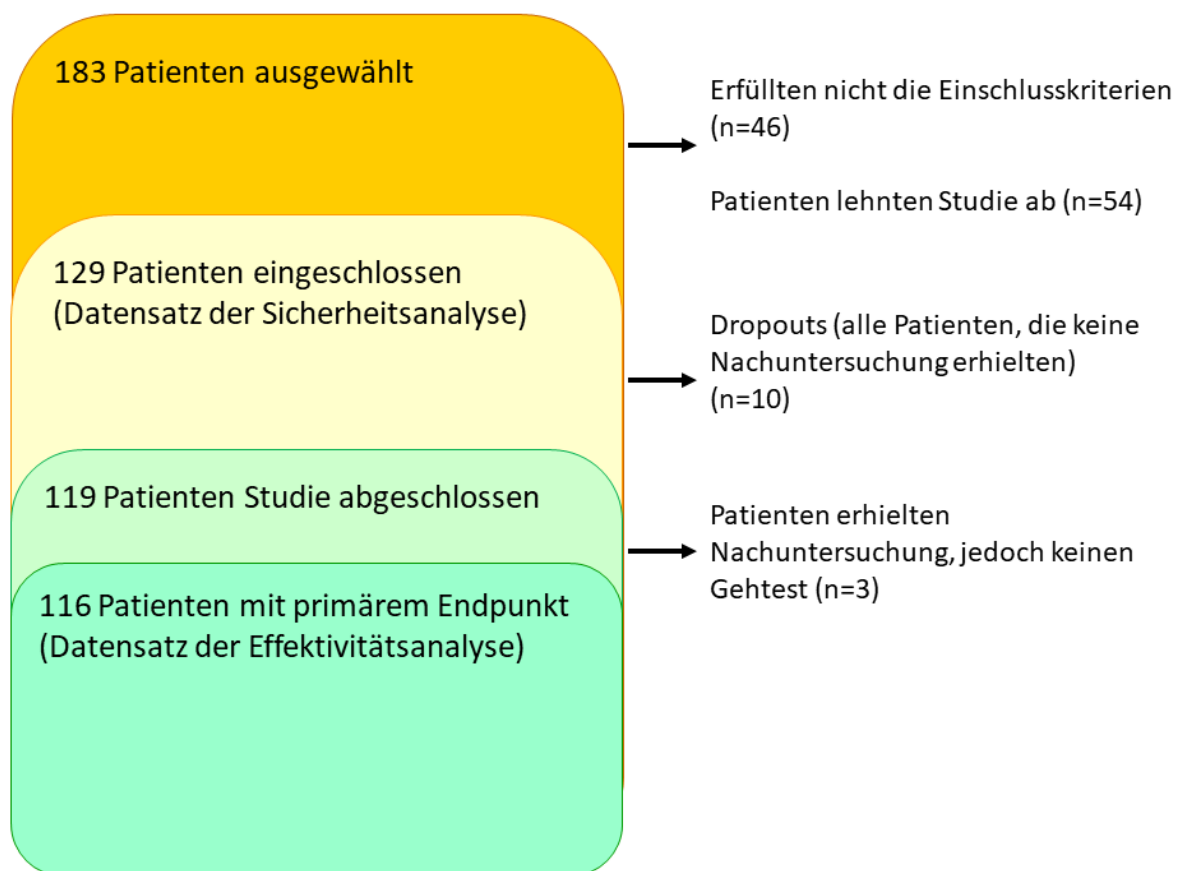 183 Patienten ausgewählt
Erfüllten nicht die Einschlusskriterien
(n=46)
Patienten lehnten Studie ab (n=54)
129 Patienten eingeschlossen
(Datensatz der Sicherheitsanalyse)
Dropouts (alle Patienten, die keine
Nachuntersuchung erhielten)
(n=10)
119 Patienten Studie abgeschlossen
Patienten erhielten
Nachuntersuchung, jedoch keinen
Gehtest (n=3)
116 Patienten mit primärem Endpunkt
(Datensatz der Effektivitätsanalyse)